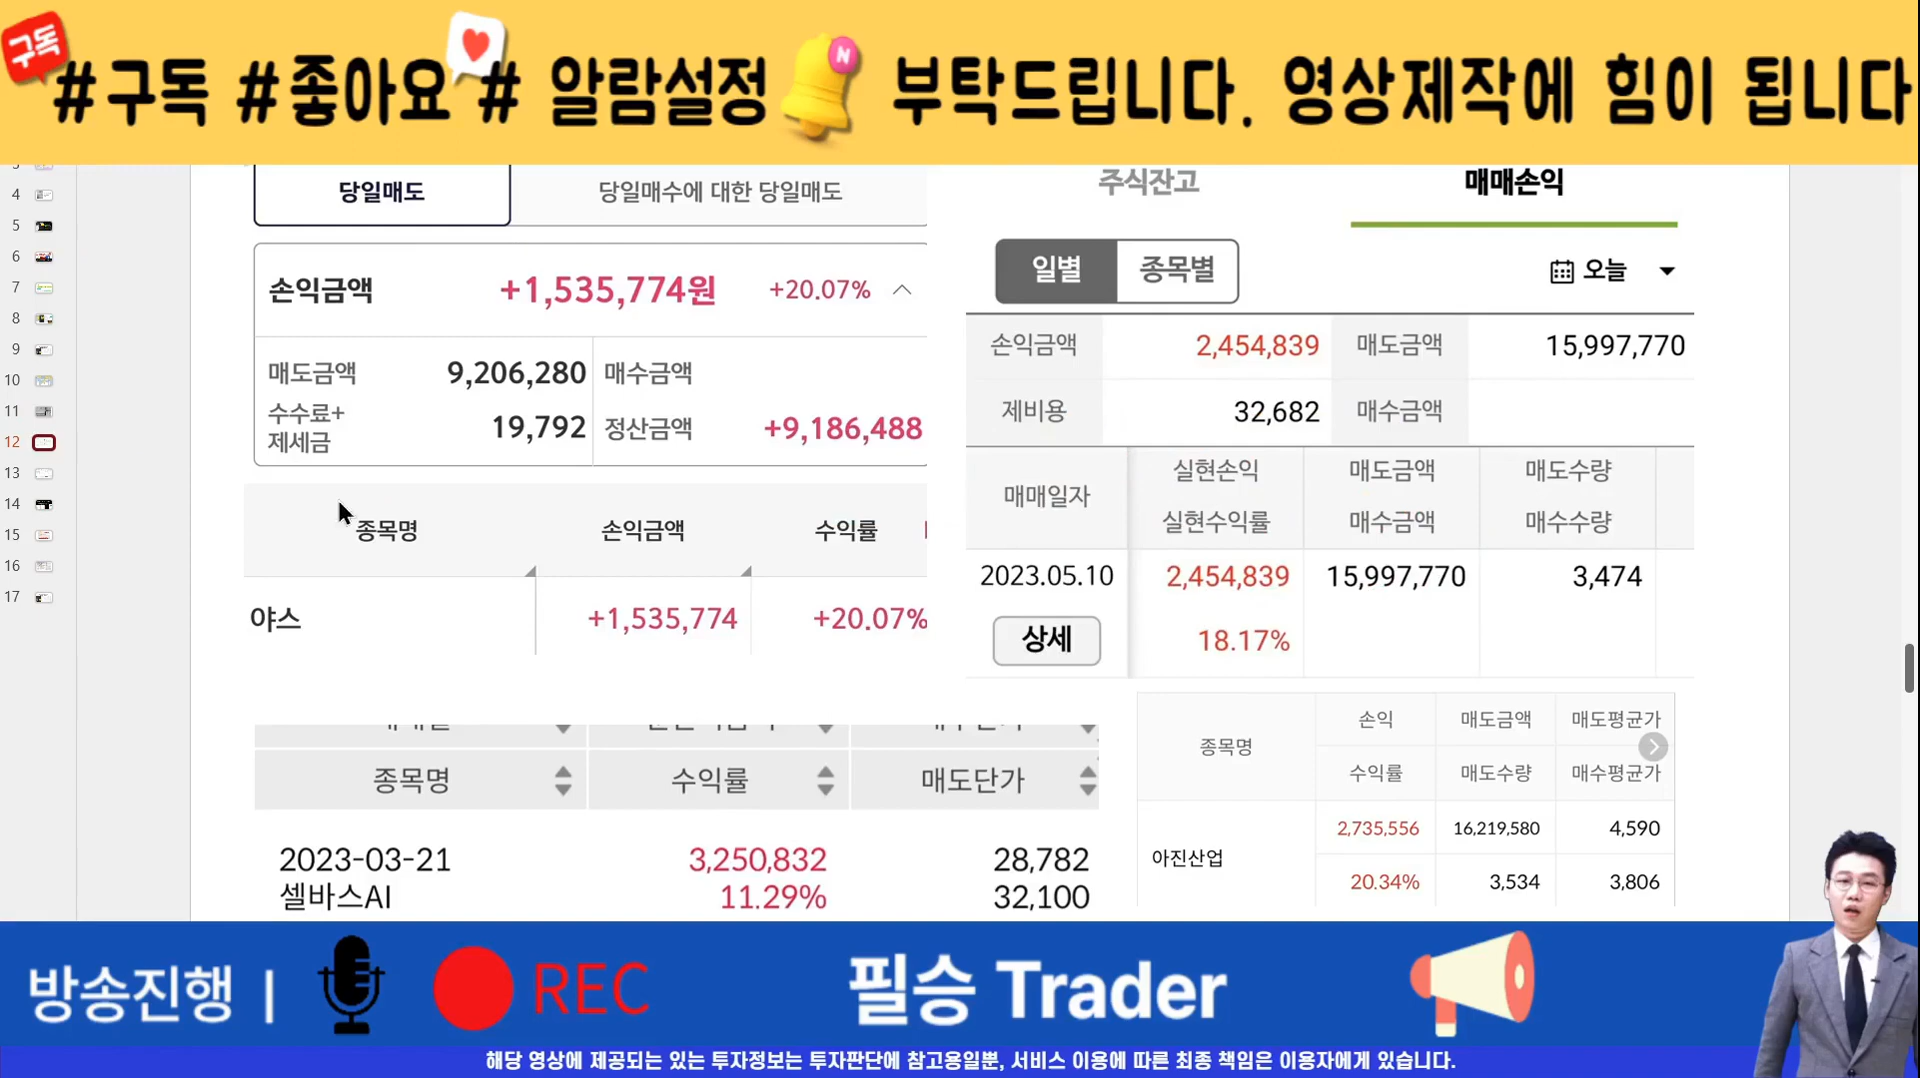 구독
#구독 #좋아요 # 알람설정 N 부탁드립니다. 영상제작에 힘이 됩니다
4
5
6
7
8
9
10
11
12
13
14
15
16
17
당일매도 당일매수에 대한 당일매도
손익금액 +1,535,774원 +20.07%
매도금액 9,206,280 매수금액
수수료+
제세금 19,792 정산금액 +9,186,488
종목명 손익금액 수익률
야스 +1,535,774 +20.07%
주식잔고 매매손익
일별 종목별 오늘
손익금액 2,454,839 매도금액 15,997,770
제비용 32,682 매수금액
매매일자 실현손익 매도금액 매도수량
실현수익률 매수금액 매수수량
2023.05.10 2,454,839 15,997,770 3,474
상세 18.17%
종목명 수익률 매도단가
2023-03-21 3,250,832 28,782
셀바스AI 11.29% 32,100
종목명 손익 매도금액 매도평균가
수익률 매도수량 매수평균가
아진산업 2,735,556 16,219,580 4,590
20.34% 3,534 3,806
방송진행 | REC 필승 Trader
해당 영상에 제공되는 있는 투자정보는 투자판단에 참고용일뿐, 서비스 이용에 따른 최종 책임은 이용자에게 있습니다.